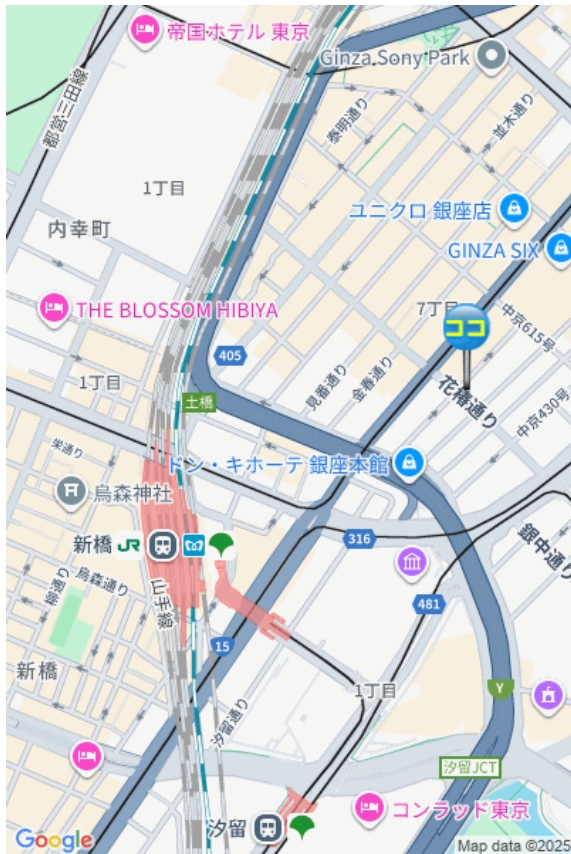 帝国ホテル 東京
Ginza Sony Park
都営三田線
泰明通り
並木通り
1丁目
ユニクロ 銀座店
内幸町
GINZA SIX
THE BLOSSOM HIBIYA
7丁目
ココ
中京615号
405
1丁目
見番通り
金春通り
花椿通り
土橋
中京430号
栄通り
ドン・キホーテ 銀座本館
烏森神社
新橋 JR
316
銀中通り
烏森通り
山手線
柳通り
481
15
新橋
1丁目
Y
汐留通り
汐留JCT
汐留
コンラッド東京
Google
Map data ©2025